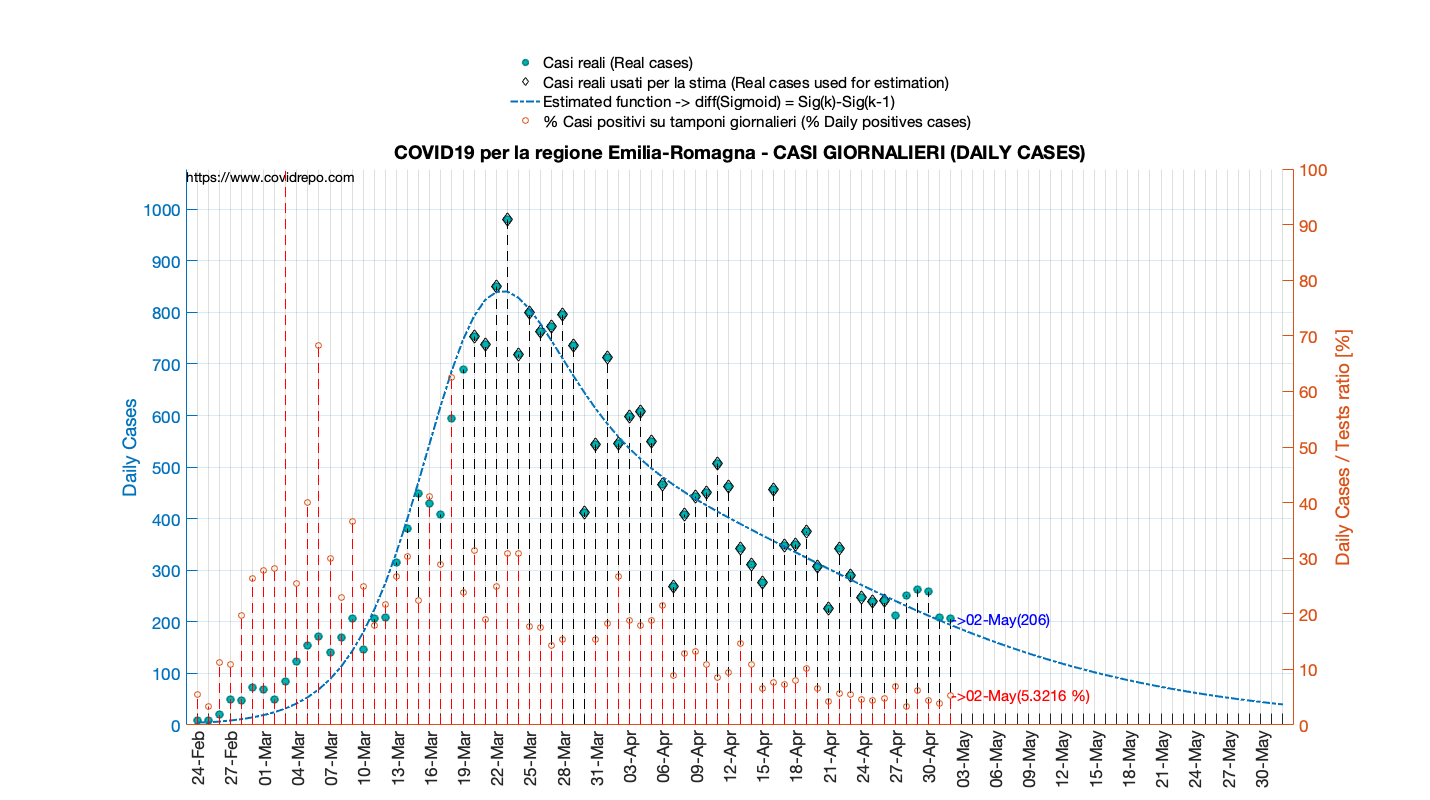 Casi reali (Real cases)
Casi reali usati per la stima (Real cases used for estimation)
Estimated function -> diff(Sigmoid) = Sig(k)-Sig(k-1)
% Casi positivi su tamponi giornalieri (% Daily positives cases)
COVID19 per la regione Emilia-Romagna - CASI GIORNALIERI (DAILY CASES)
https://www.covidrepo.com
Daily Cases
1000
900
800
700
600
500
400
300
200
100
0
100
90
80
70
60
50
40
30
20
10
0
Daily Cases / Tests ratio [%]
->02-May(206)
->02-May(5.3216 %)
24-Feb
27-Feb
01-Mar
04-Mar
07-Mar
10-Mar
13-Mar
16-Mar
19-Mar
22-Mar
25-Mar
28-Mar
31-Mar
03-Apr
06-Apr
09-Apr
12-Apr
15-Apr
18-Apr
21-Apr
24-Apr
27-Apr
30-Apr
03-May
06-May
09-May
12-May
15-May
18-May
21-May
24-May
27-May
30-May